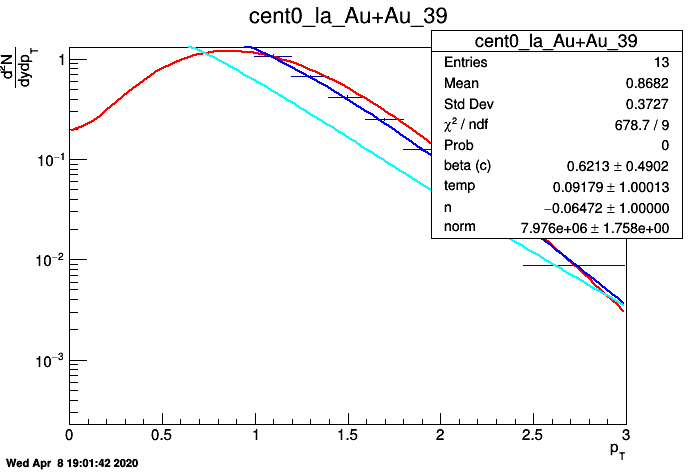 cent0_la_Au+Au_39
d²N
dydp_T
cent0_la_Au+Au_39
Entries 13
Mean 0.8682
Std Dev 0.3727
χ² / ndf 678.7 / 9
Prob 0
beta (c) 0.6213 ± 0.4902
temp 0.09179 ± 1.00013
n −0.06472 ± 1.00000
norm 7.976e+06 ± 1.758e+00
1
10⁻¹
10⁻²
10⁻³
0 0.5 1 1.5 2 2.5 3
p_T
Wed Apr 8 19:01:42 2020